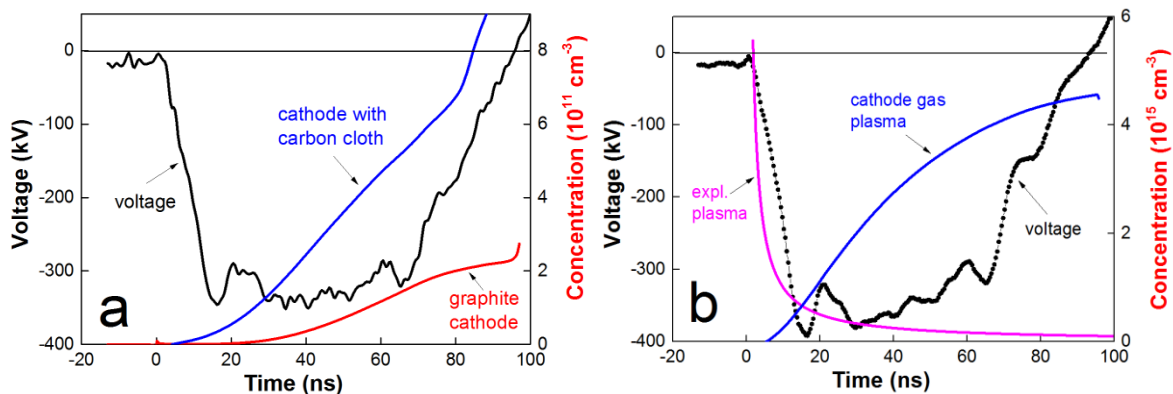 a
Voltage (kV)
0
-100
-200
-300
-400
-20
0
20
40
60
80
100
Time (ns)
10
8
6
4
2
0
Concentration (10¹¹ cm⁻³)
cathode with
carbon cloth
voltage
graphite
cathode
b
Voltage (kV)
0
-100
-200
-300
-400
-20
0
20
40
60
80
100
Time (ns)
6
4
1
0
Concentration (10¹⁵ cm⁻³)
cathode gas
plasma
expl.
plasma
voltage